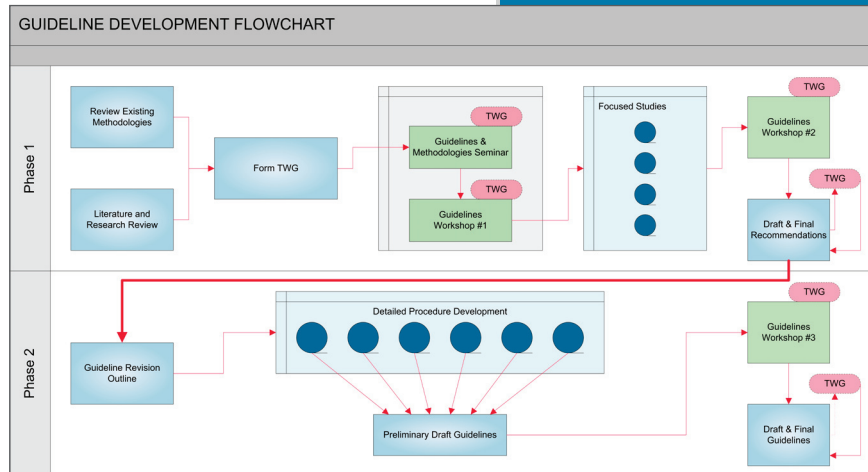 GUIDELINE DEVELOPMENT FLOWCHART
Phase 1
Review Existing
Methodologies
Literature and
Research Review
Form TWG
TWG
Guidelines &
Methodologies Seminar
TWG
Guidelines
Workshop #1
Focused Studies
TWG
Guidelines
Workshop #2
TWG
Draft & Final
Recommendations
Phase 2
Guideline Revision
Outline
Detailed Procedure Development
Preliminary Draft Guidelines
TWG
Guidelines
Workshop #3
TWG
Draft & Final
Guidelines